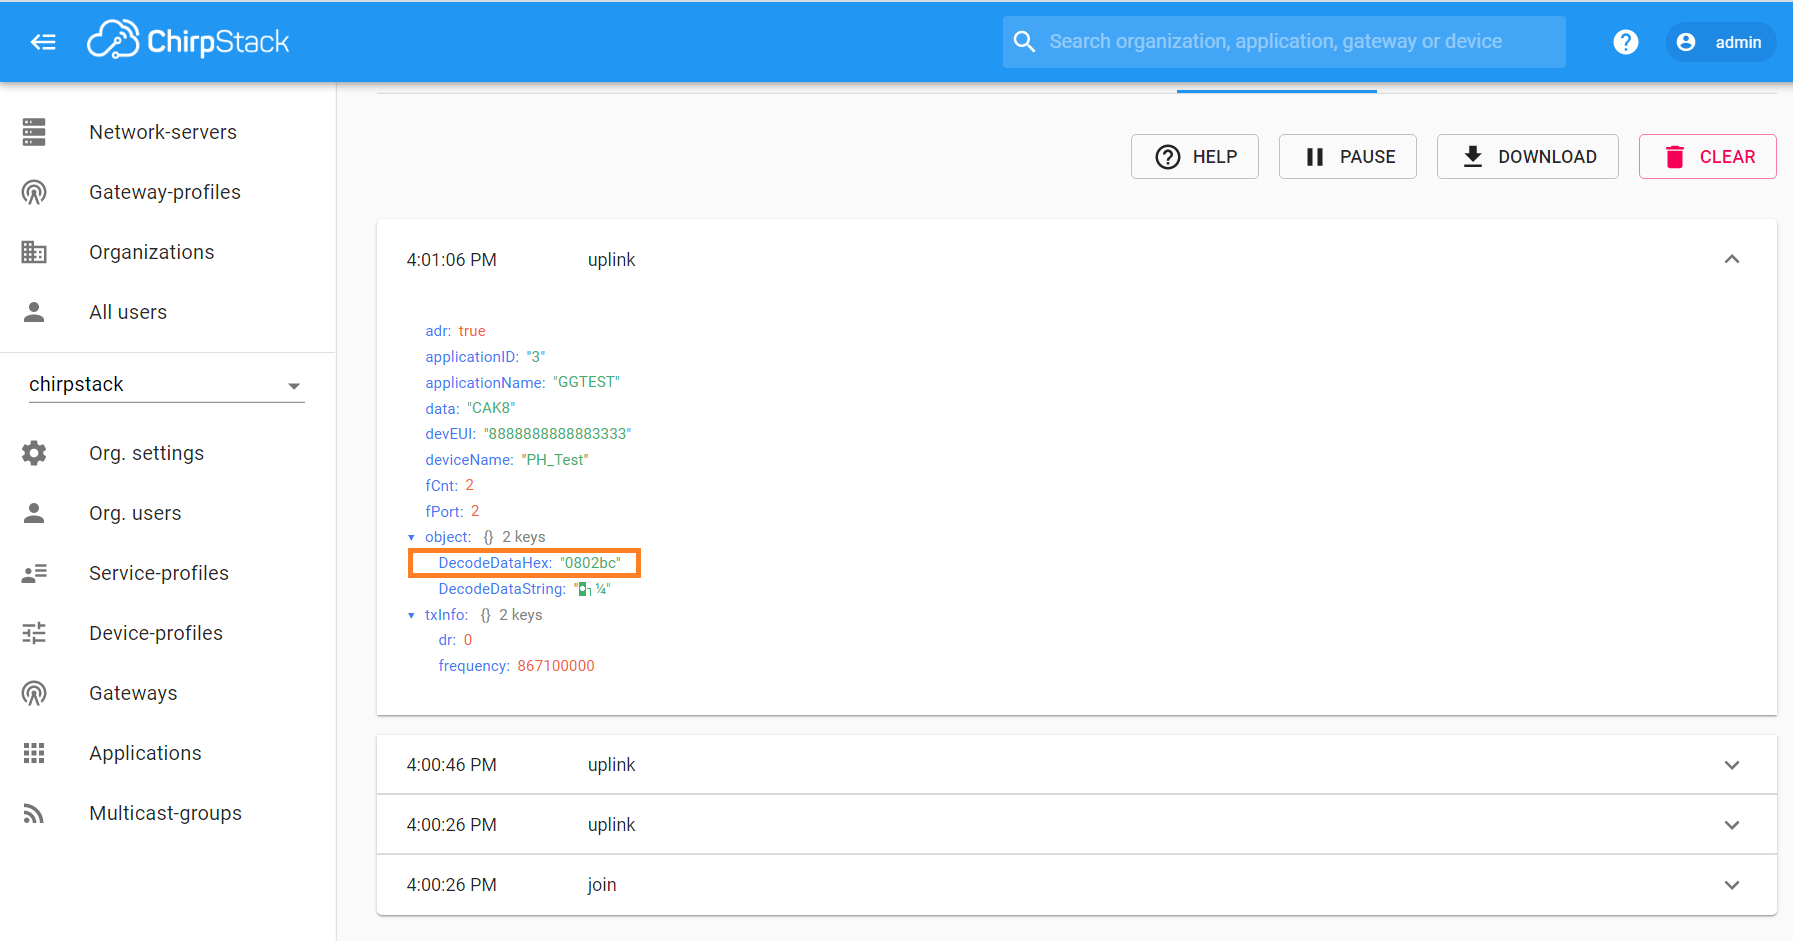 ChirpStack
Search organization, application, gateway or device
?
admin
Network-servers
Gateway-profiles
Organizations
All users
chirpstack
Org. settings
Org. users
Service-profiles
Device-profiles
Gateways
Applications
Multicast-groups
HELP
PAUSE
DOWNLOAD
CLEAR
4:01:06 PM uplink
adr: true
applicationID: "3"
applicationName: "GGTEST"
data: "CAK8"
devEUI: "8888888888883333"
deviceName: "PH_Test"
fCnt: 2
fPort: 2
object: {} 2 keys
DecodeDataHex: "0802bc"
DecodeDataString: "◘┐¼"
txInfo: {} 2 keys
dr: 0
frequency: 867100000
4:00:46 PM uplink
4:00:26 PM uplink
4:00:26 PM join